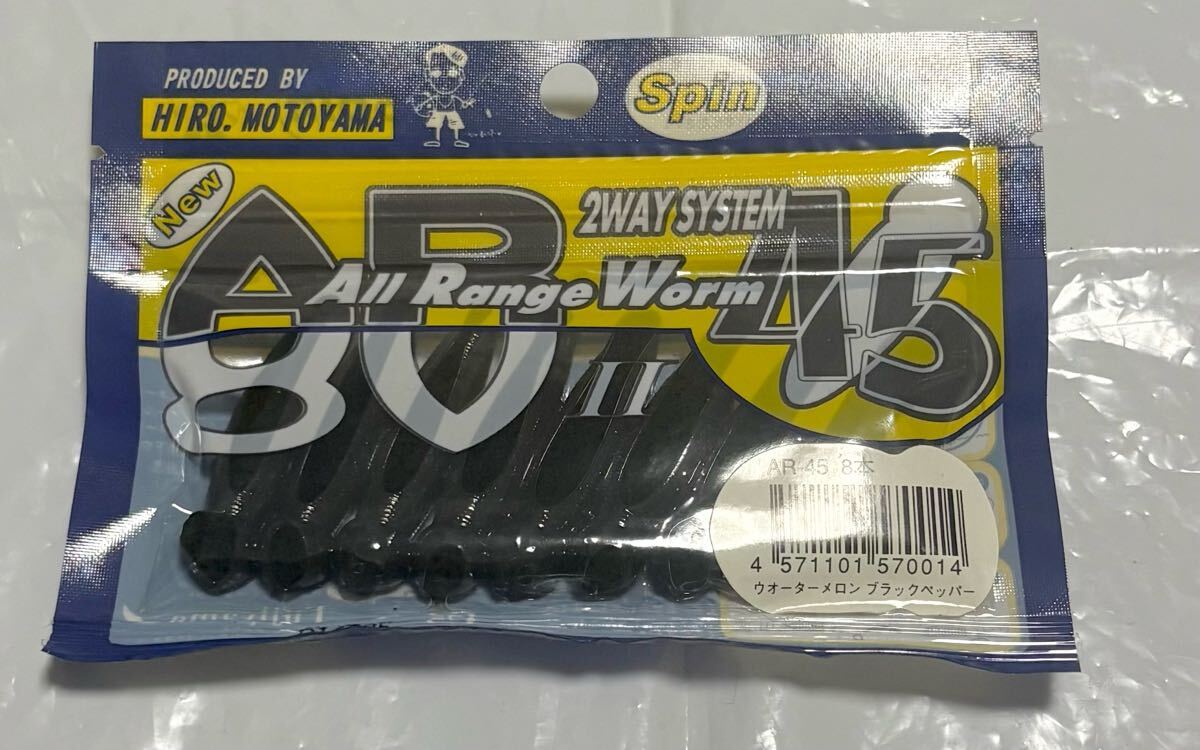 PRODUCED BY
HIRO. MOTOYAMA
Spin
New
AR
2WAY SYSTEM
45
All Range Worm
II
AR-45 8本
4 571101 570014
ウオーターメロン ブラックペッパー